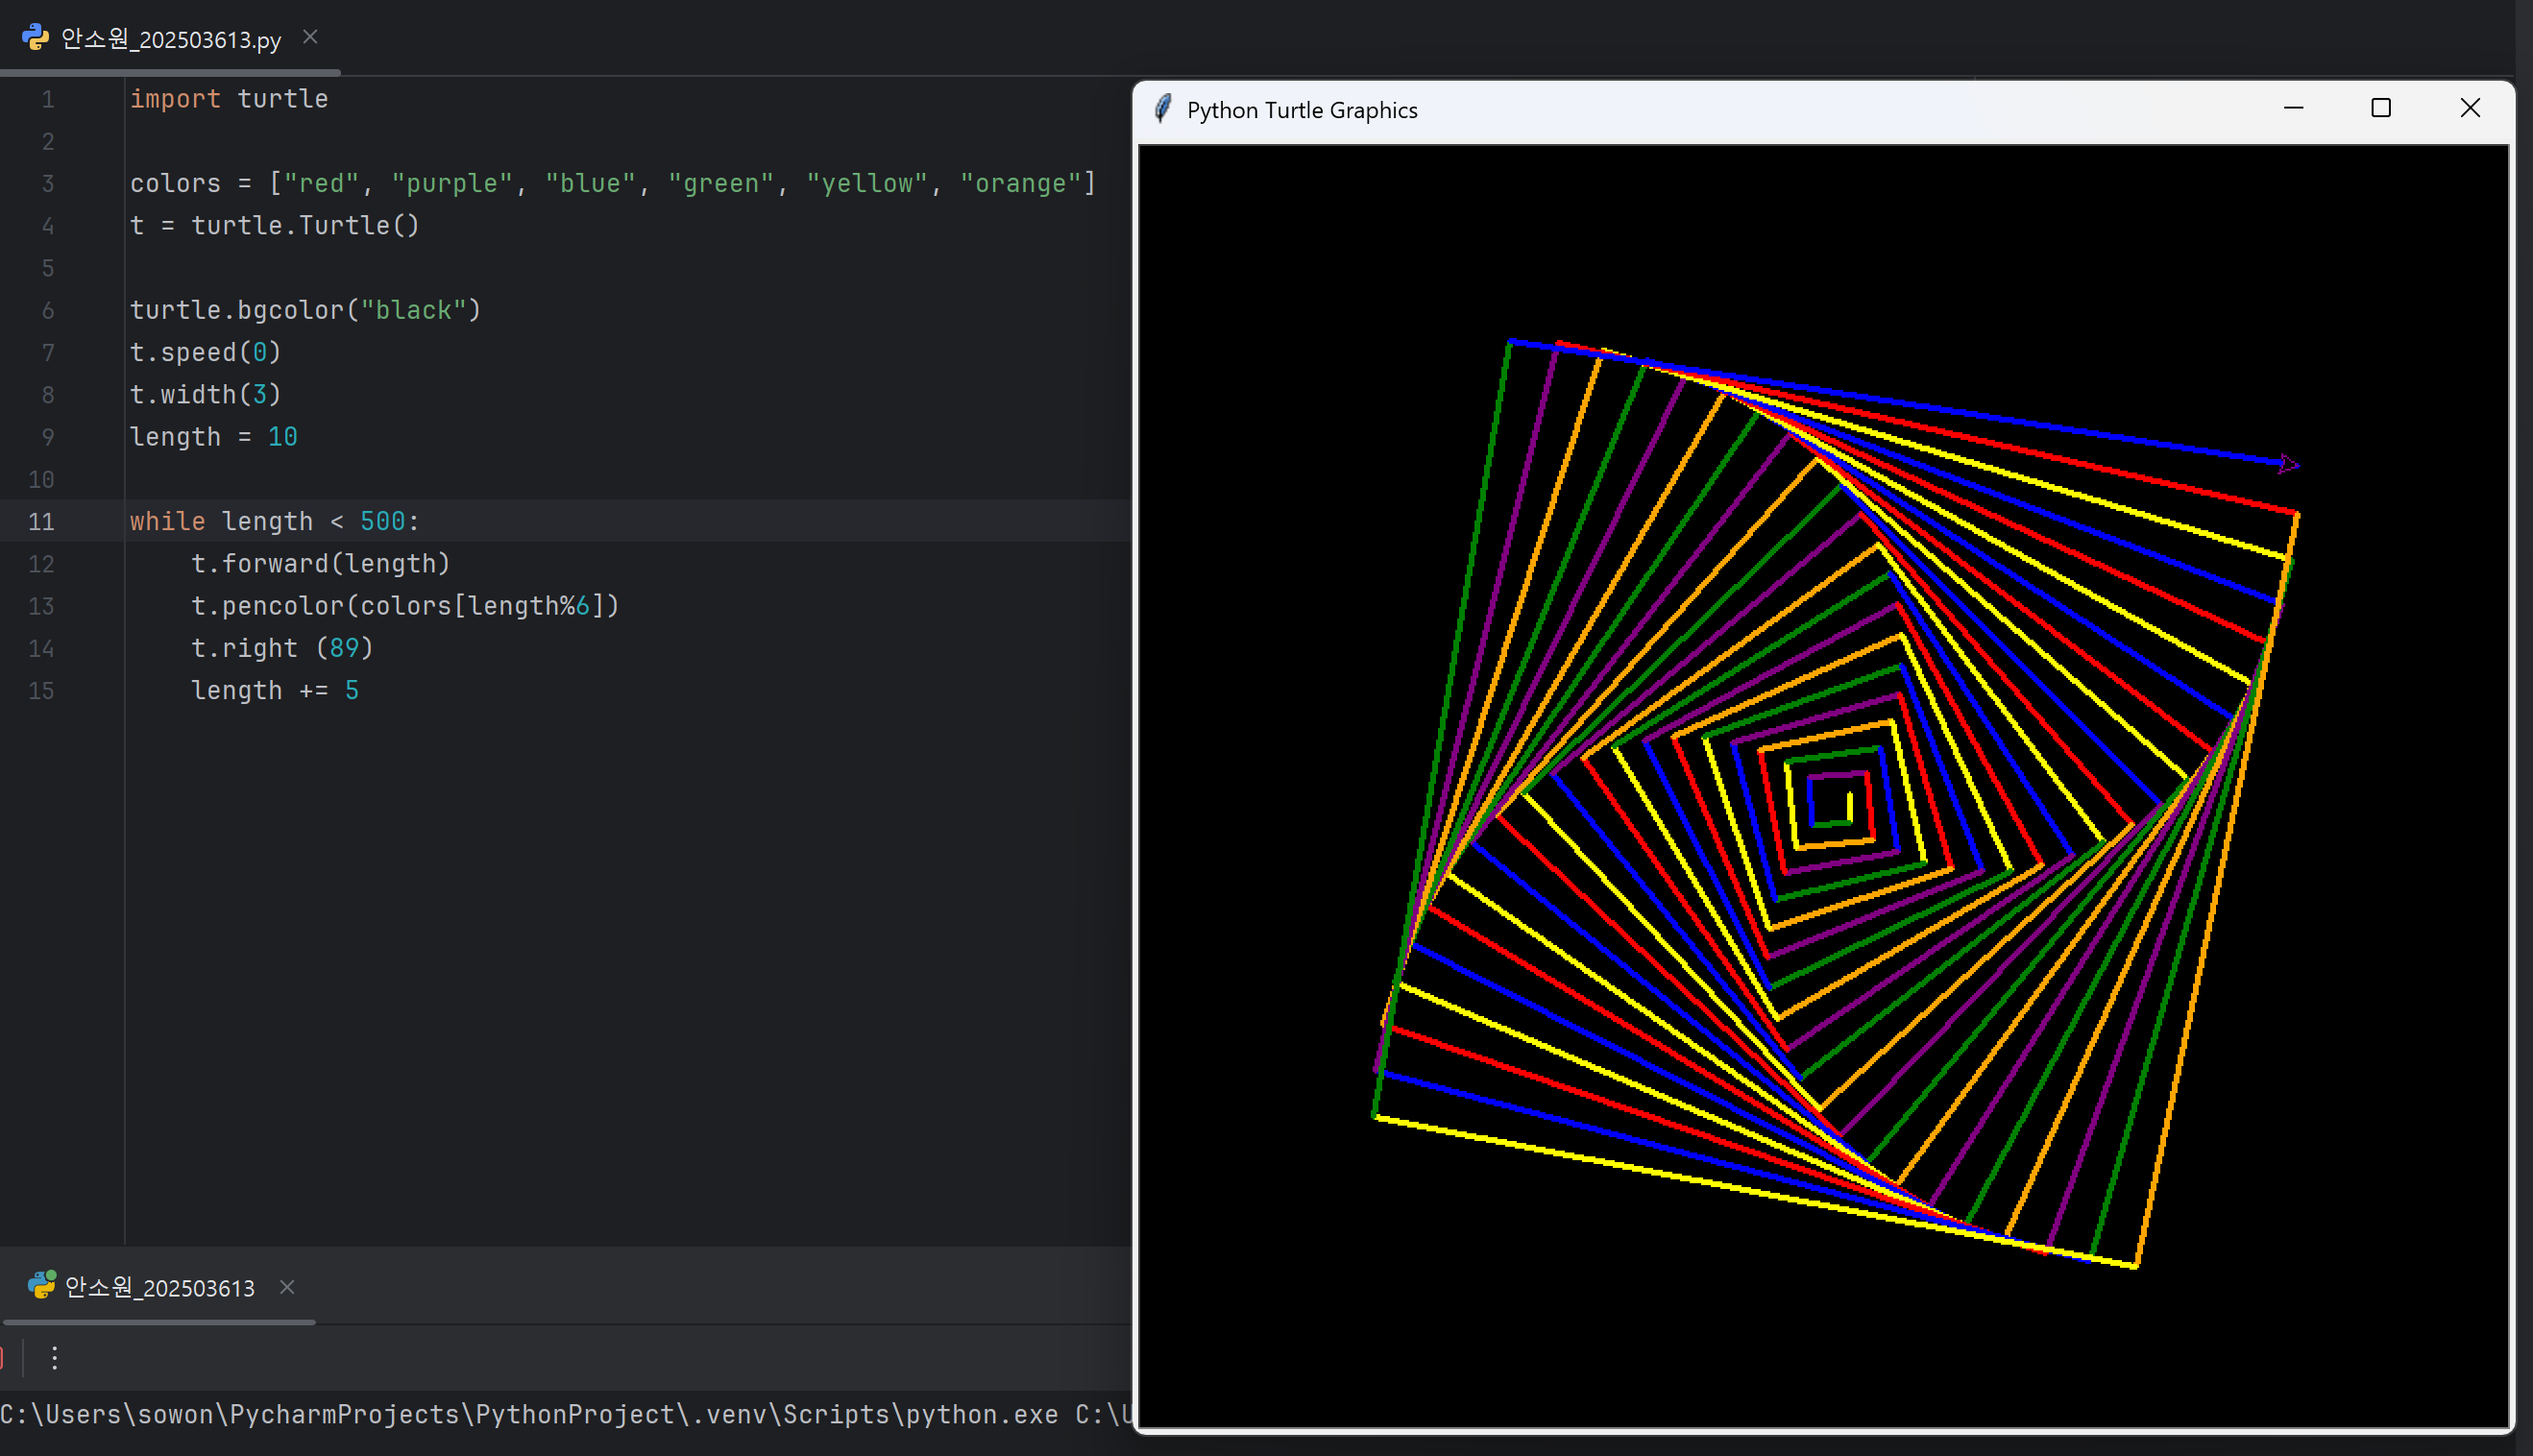 안소원_202503613.py
1 import turtle
2
3 colors = ["red", "purple", "blue", "green", "yellow", "orange"]
4 t = turtle.Turtle()
5
6 turtle.bgcolor("black")
7 t.speed(0)
8 t.width(3)
9 length = 10
10
11 while length < 500:
12     t.forward(length)
13     t.pencolor(colors[length%6])
14     t.right (89)
15     length += 5
Python Turtle Graphics
안소원_202503613
C:\Users\sowon\PycharmProjects\PythonProject\.venv\Scripts\python.exe C:\U